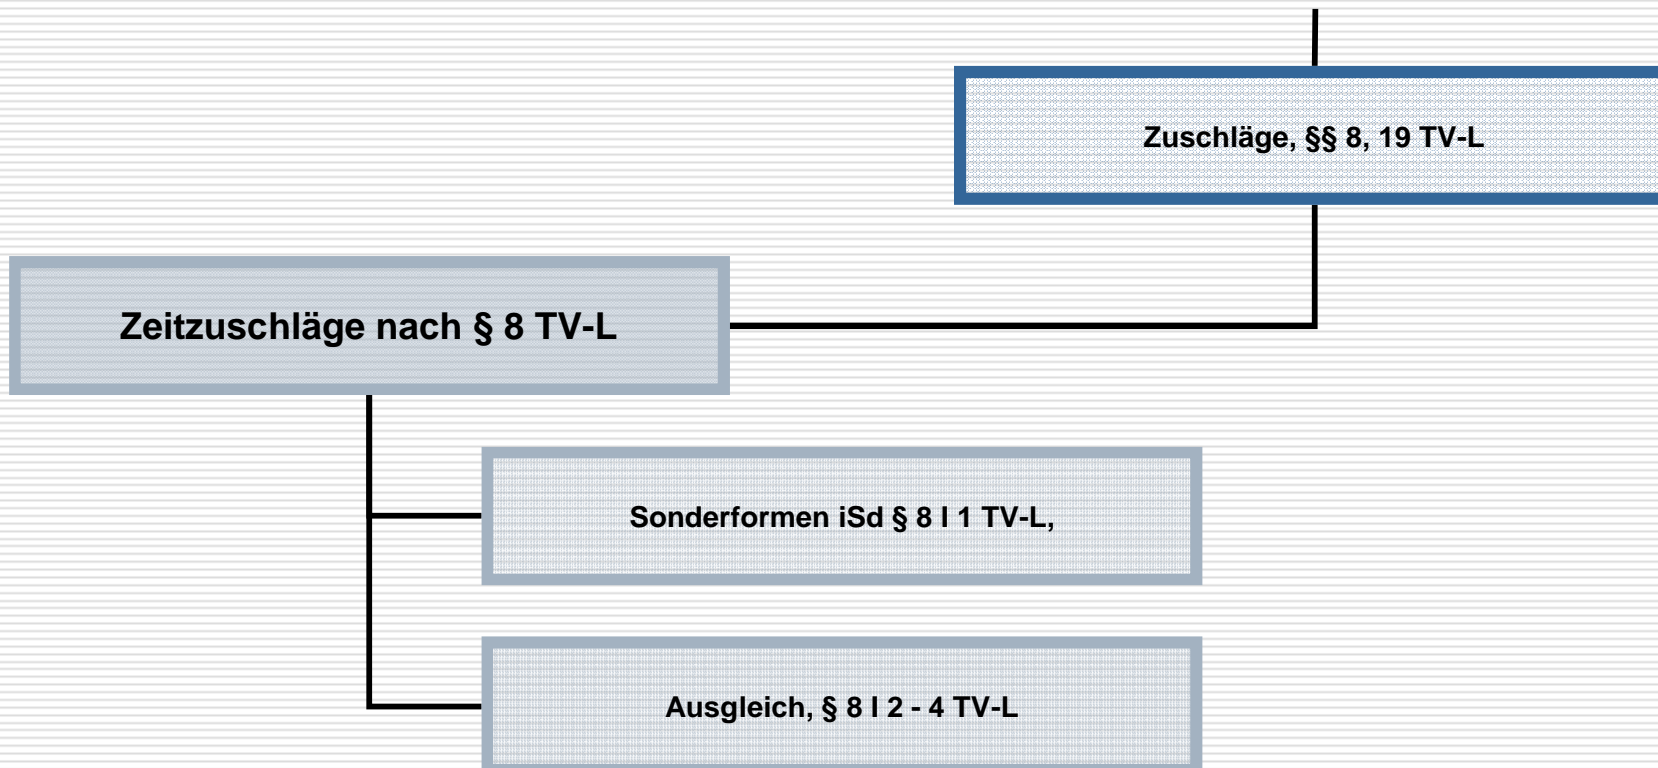 Zuschläge, §§ 8, 19 TV-L
Zeitzuschläge nach § 8 TV-L
Sonderformen iSd § 8 I 1 TV-L,
Ausgleich, § 8 I 2 - 4 TV-L